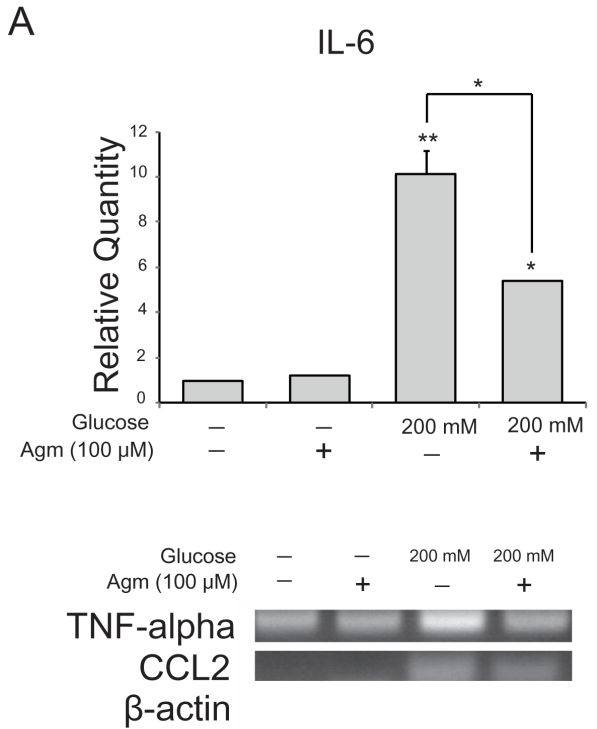 A
IL-6
*
12
**
10
8
6
*
4
2
0
Relative Quantity
Glucose – – 200 mM 200 mM
Agm (100 µM) – + – +
Glucose – – 200 mM 200 mM
Agm (100 µM) – + – +
TNF-alpha
CCL2
β-actin